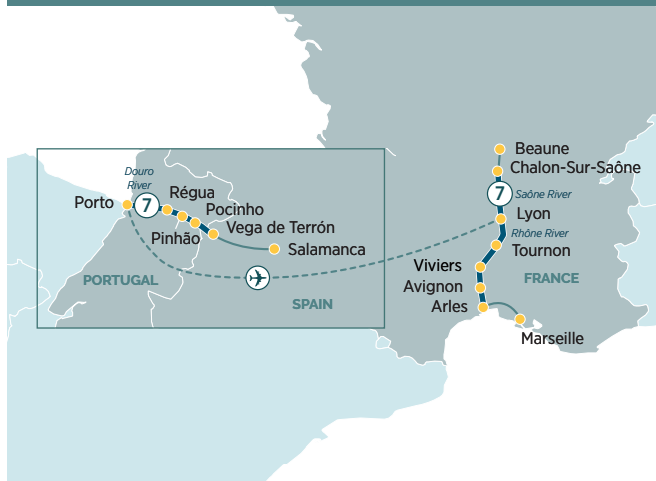 Beaune
Chalon-Sur-Saône
7
Saône River
Lyon
Rhône River
Tournon
Viviers
Avignon
FRANCE
Arles
Marseille
Douro
River
Porto
7
Régua
Pocinho
Pinhão
Vega de Terrón
Salamanca
PORTUGAL
SPAIN